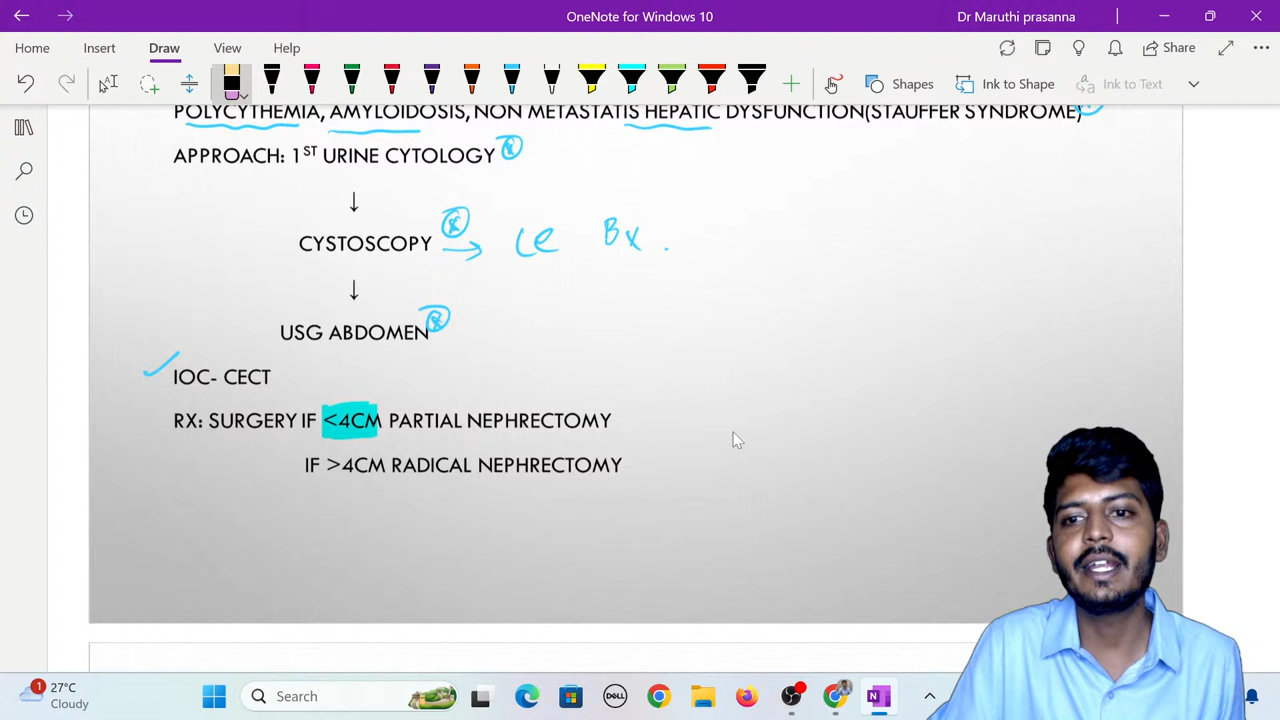 OneNote for Windows 10
Dr Maruthi prasanna
Home Insert Draw View Help
Share
Shapes Ink to Shape Ink to Text
POLYCYTHEMIA, AMYLOIDOSIS, NON METASTATIS HEPATIC DYSFUNCTION(STAUFFER SYNDROME)
APPROACH: 1ST URINE CYTOLOGY
↓
CYSTOSCOPY → Bx .
↓
USG ABDOMEN
IOC- CECT
RX: SURGERY IF <4CM PARTIAL NEPHRECTOMY
IF >4CM RADICAL NEPHRECTOMY
1
27°C
Cloudy
Search
DELL